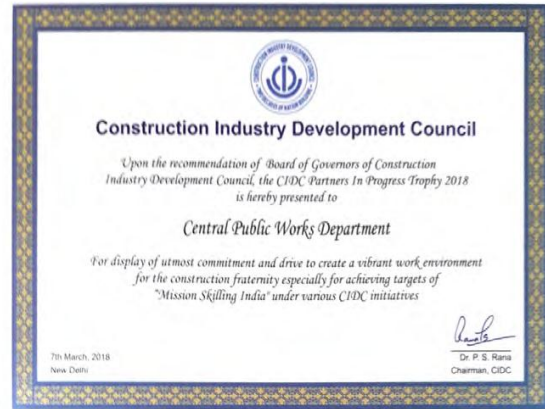 Construction Industry Development Council
Upon the recommendation of Board of Governors of Construction
Industry Development Council, the CIDC Partners In Progress Trophy 2018
is hereby presented to
Central Public Works Department
For display of utmost commitment and drive to create a vibrant work environment
for the construction fraternity especially for achieving targets of
"Mission Skilling India" under various CIDC initiatives
7th March, 2018
New Delhi
Dr. P. S. Rana
Chairman, CIDC